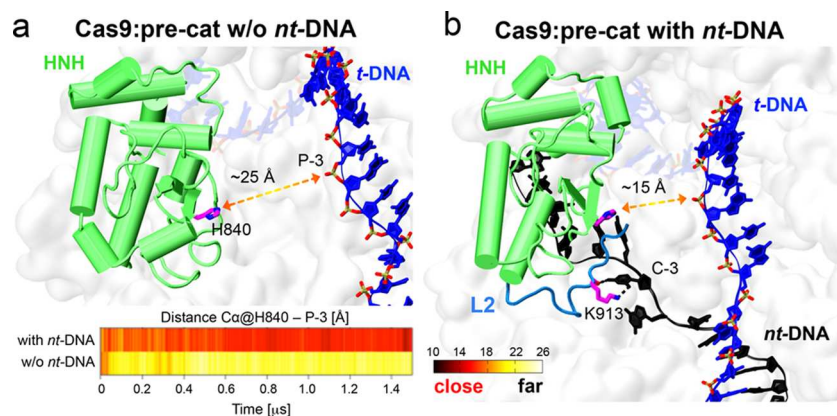 a
Cas9:pre-cat w/o nt-DNA
HNH
t-DNA
P-3
~25 Å
H840
Distance Cα@H840 – P-3 [Å]
with nt-DNA
w/o nt-DNA
0 0.2 0.4 0.6 0.8 1.0 1.2 1.4
Time [μs]
b
Cas9:pre-cat with nt-DNA
HNH
t-DNA
~15 Å
C-3
L2
K913
nt-DNA
10 14 18 22 26
close far